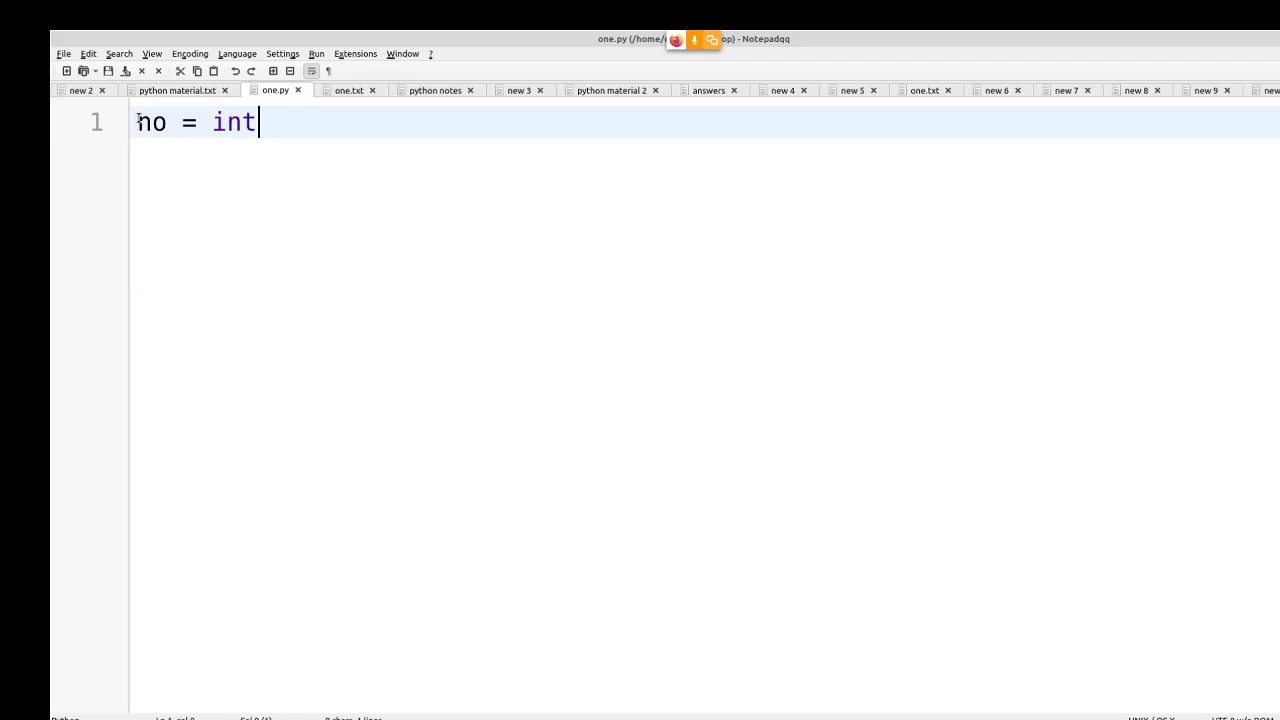 one.py (/home/ op) - Notepadqq
File Edit Search View Encoding Language Settings Run Extensions Window ?
new 2 python material.txt one.py one.txt python notes new 3 python material 2 answers new 4 new 5 one.txt new 6 new 7 new 8 new 9 new
1 no = int